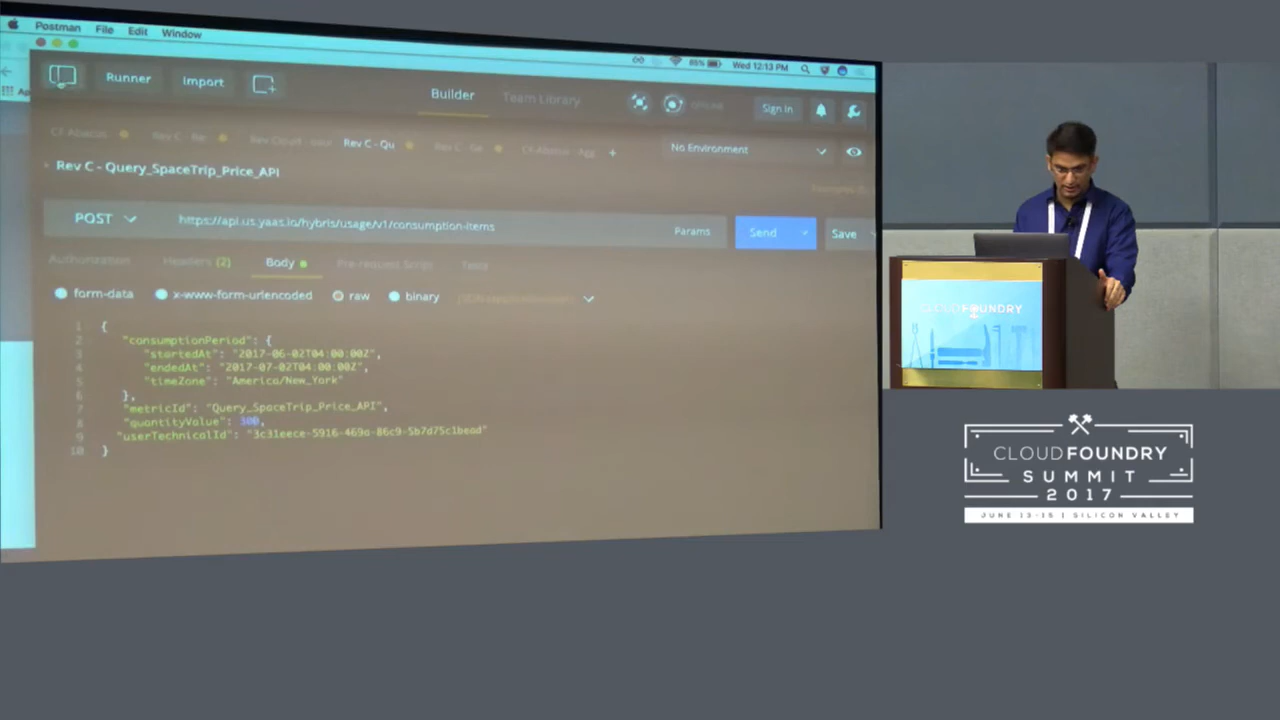 Postman File Edit Window
85% Wed 12:13 PM
Runner Import Builder Team Library OFFLINE Sign In
Rev C - Qu
No Environment
Rev C - Query_SpaceTrip_Price_API
POST https://api.us.yaas.io/hybris/usage/v1/consumption-items Params Send Save
Authorization Headers (2) Body Pre-request Script Tests
form-data x-www-form-urlencoded raw binary
1 {
2 "consumptionPeriod": {
3 "startedAt": "2017-06-02T04:00:00Z",
4 "endedAt": "2017-07-02T04:00:00Z",
5 "timeZone": "America/New_York"
6 },
7 "metricId": "Query_SpaceTrip_Price_API",
8 "quantityValue": 300,
9 "userTechnicalId": "3c31eece-5916-469a-86c9-5b7d75c1bead"
10 }
CLOUDFOUNDRY
CLOUDFOUNDRY
SUMMIT
2017
JUNE 13-15 | SILICON VALLEY